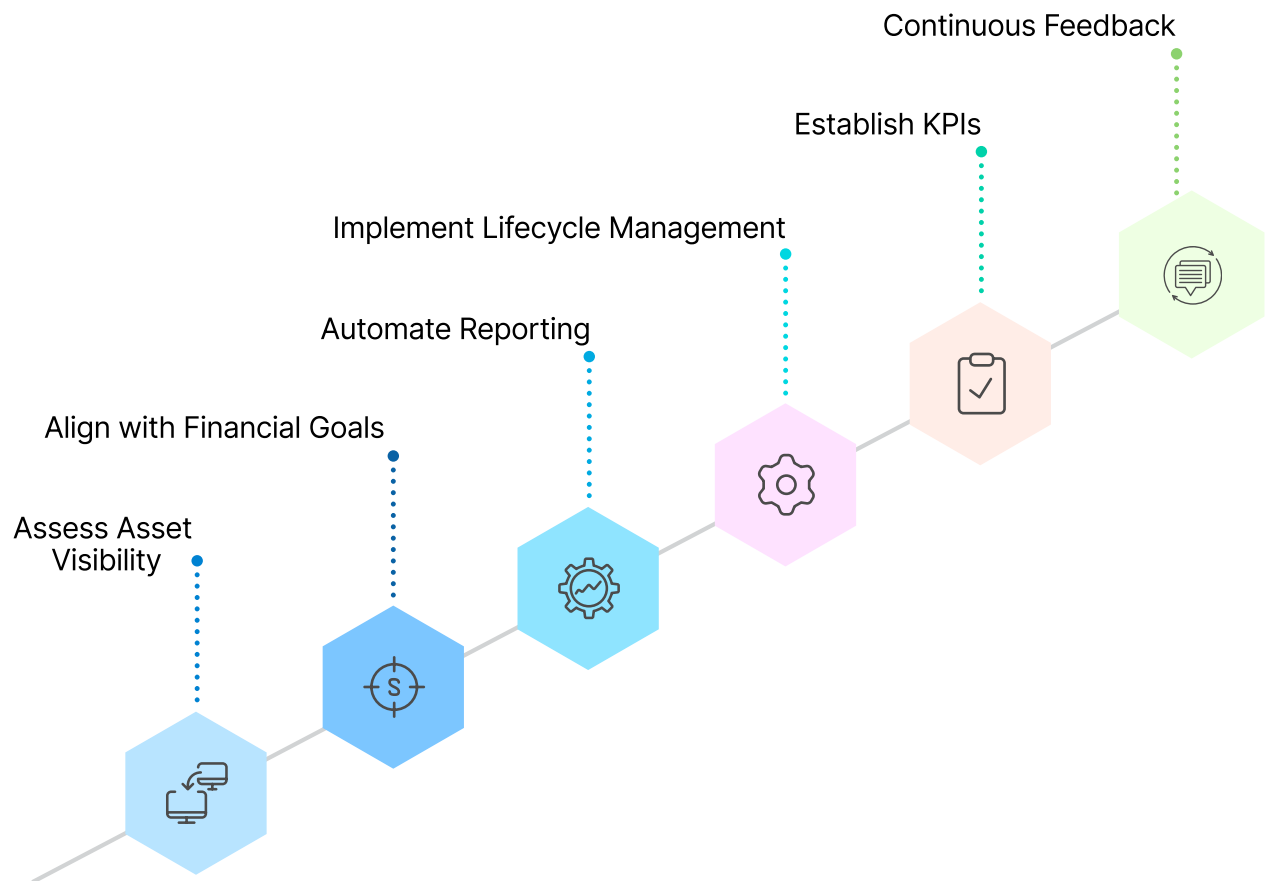 Continuous Feedback
Establish KPIs
Implement Lifecycle Management
Automate Reporting
Align with Financial Goals
Assess Asset
Visibility
S